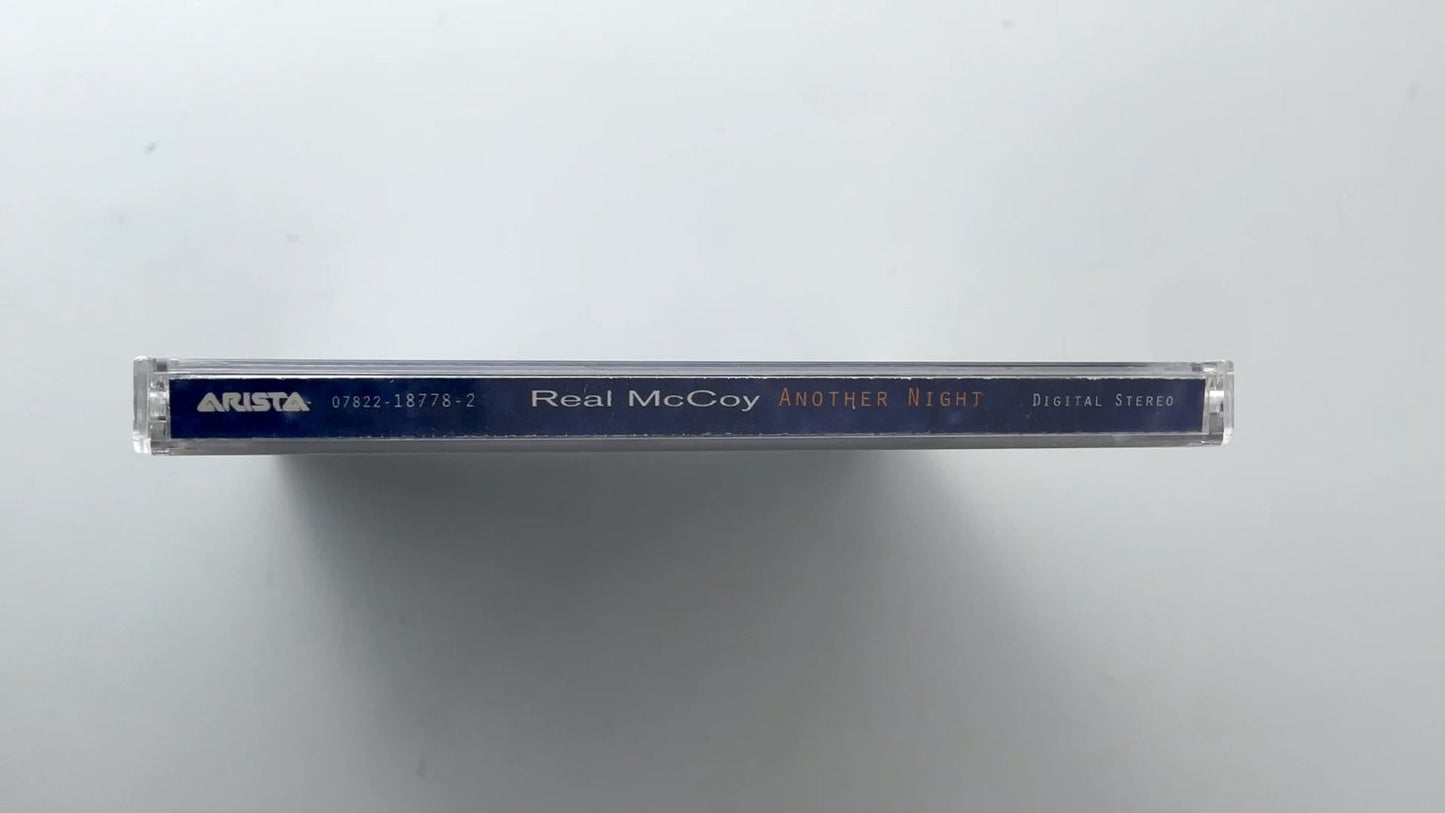 ARISTA 07822-18778-2 Real McCoy ANOTHER NIGHT DIGITAL STEREO